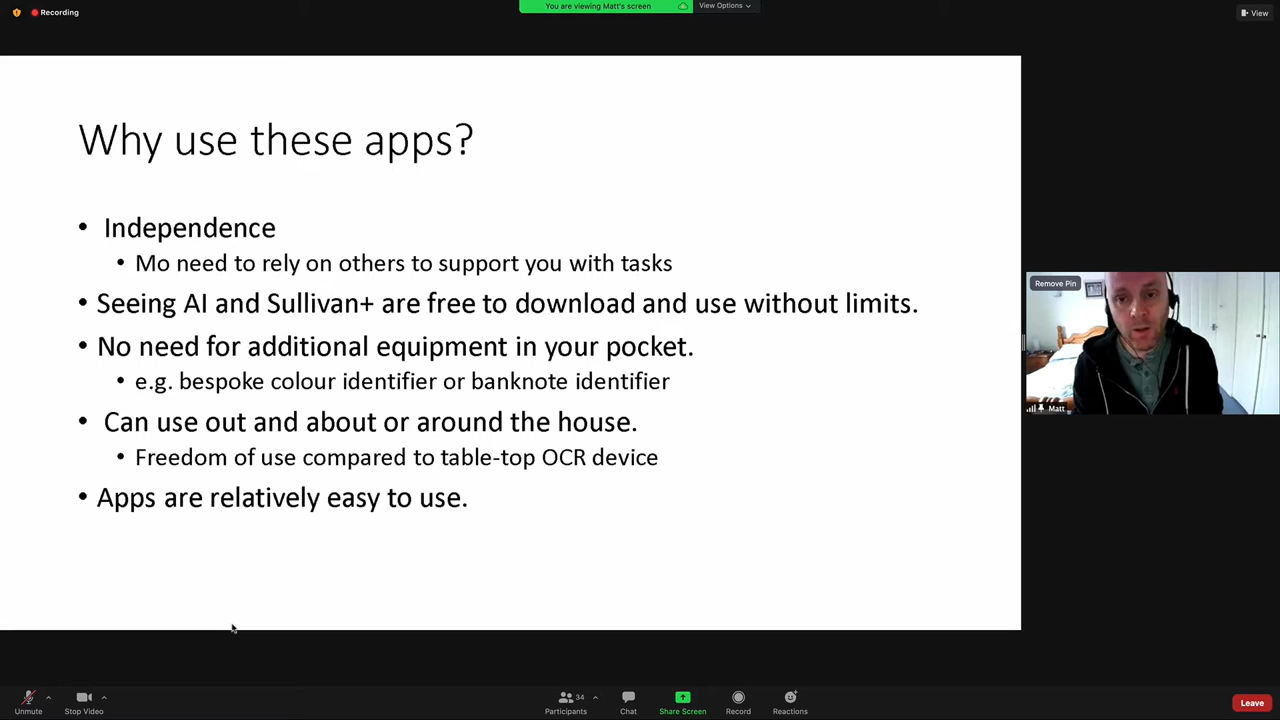 Recording
You are viewing Matt's screen
View Options
View
Why use these apps?
• Independence
• Mo need to rely on others to support you with tasks
• Seeing AI and Sullivan+ are free to download and use without limits.
• No need for additional equipment in your pocket.
• e.g. bespoke colour identifier or banknote identifier
• Can use out and about or around the house.
• Freedom of use compared to table-top OCR device
• Apps are relatively easy to use.
Remove Pin
Matt
34
Unmute
Stop Video
Participants
Chat
Share Screen
Record
Reactions
Leave